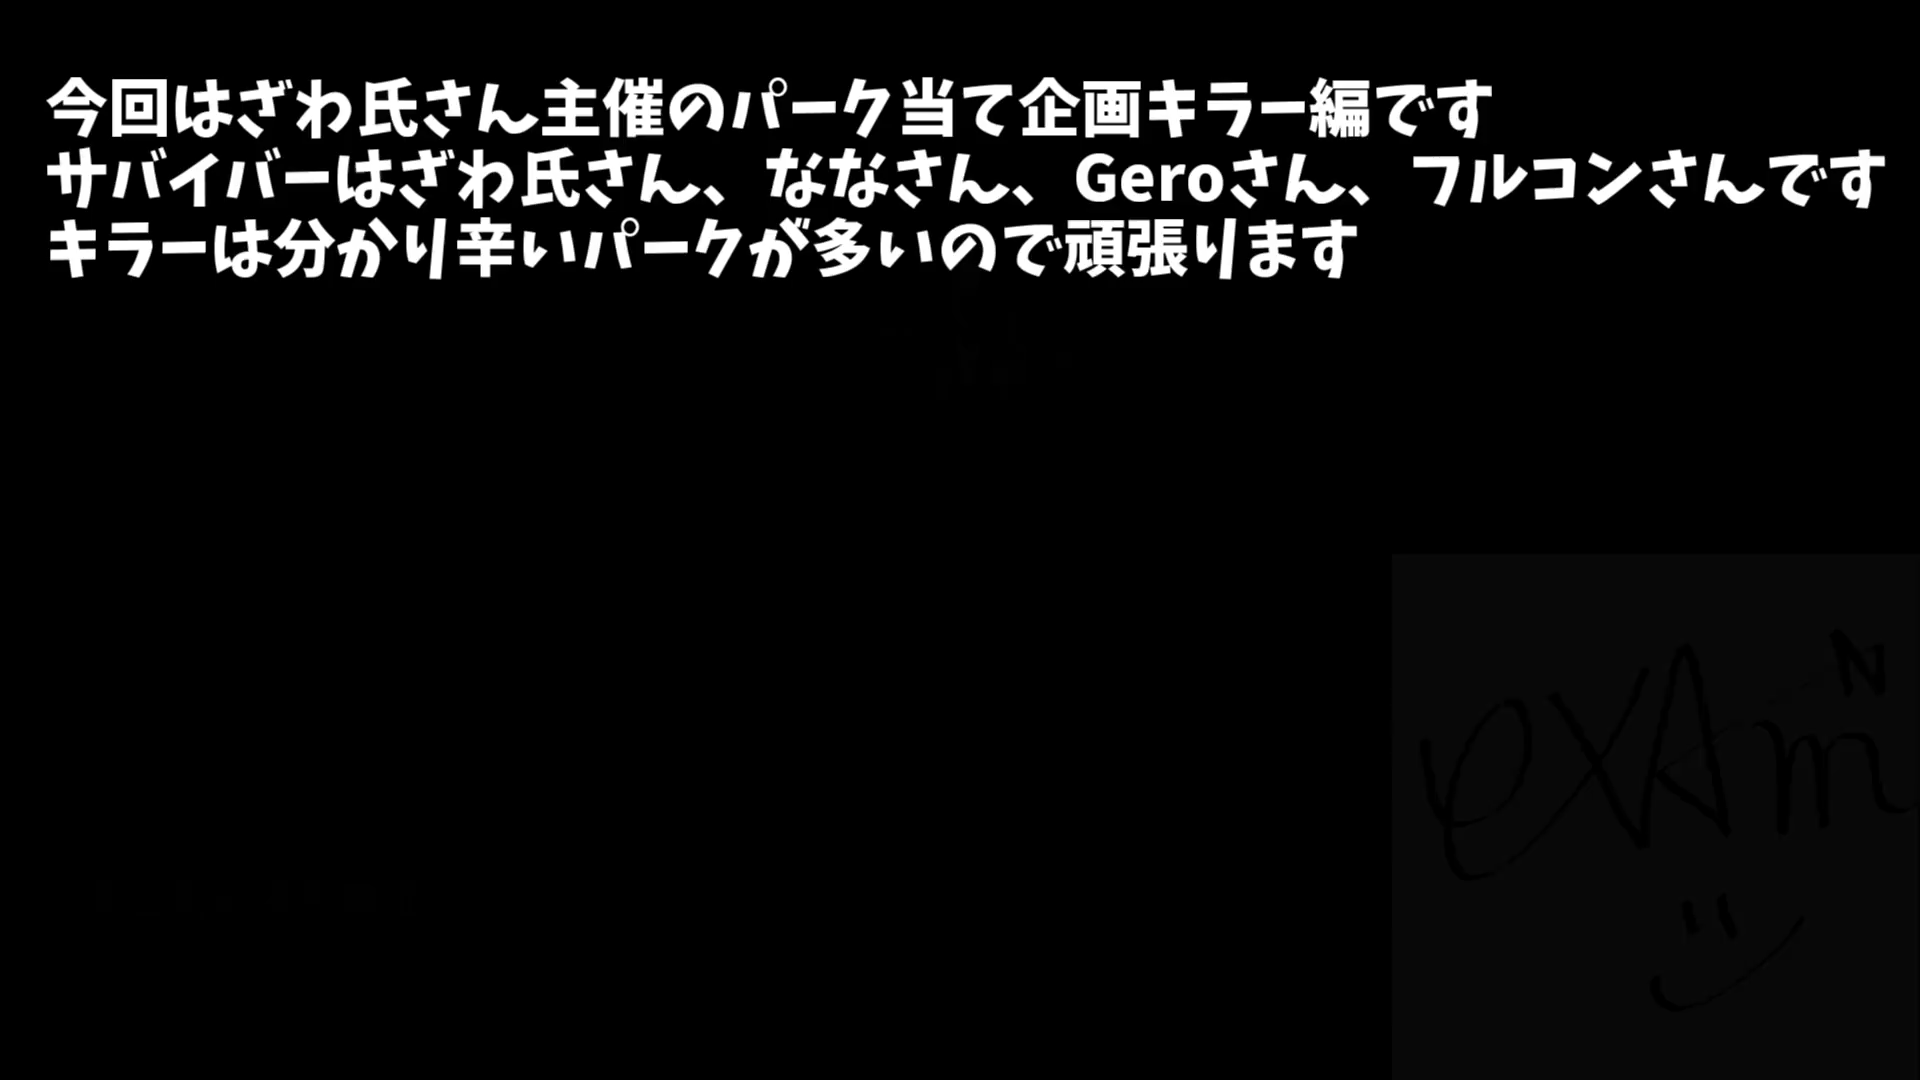 今回はざわ氏さん主催のパーク当て企画キラー編です
サバイバーはざわ氏さん、ななさん、Geroさん、フルコンさんです
キラーは分かり辛いパークが多いので頑張ります
exAm
N